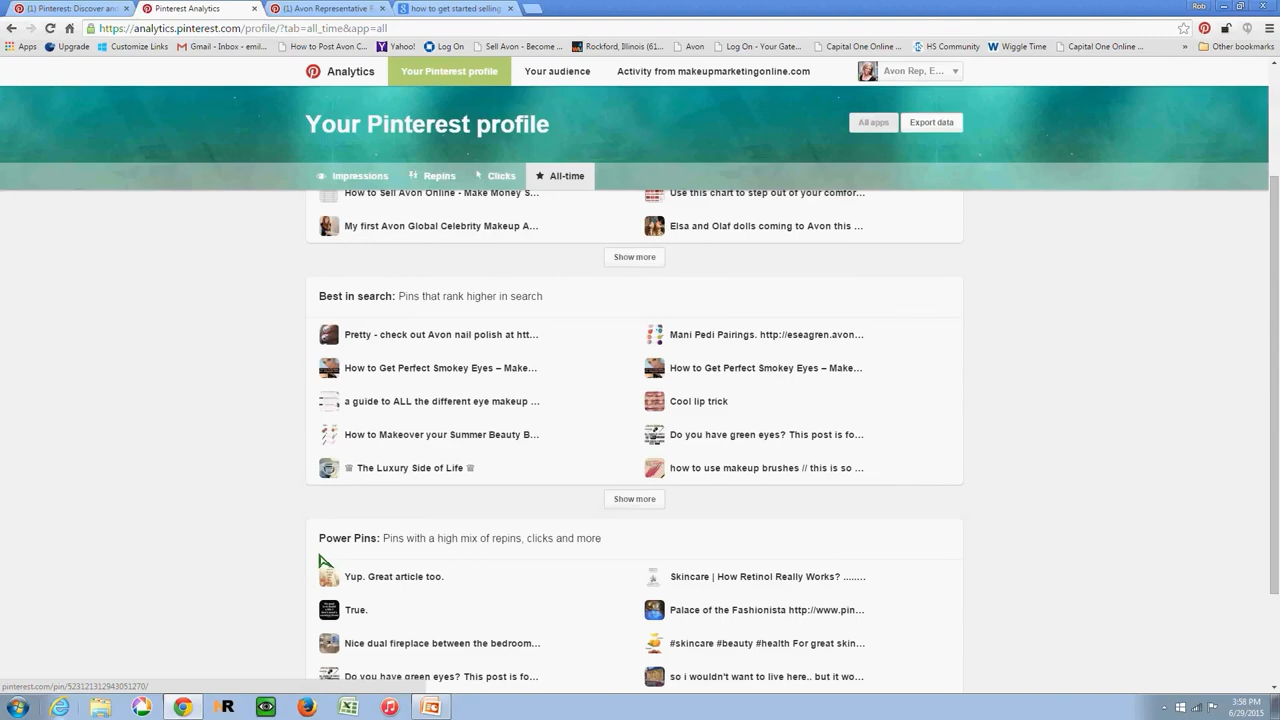 (1) Pinterest: Discover and
Pinterest Analytics
(1) Avon Representative R
how to get started selling
Rob
https://analytics.pinterest.com/profile/?tab=all_time&app=all
Apps
Upgrade
Customize Links
Gmail - Inbox - emil...
How to Post Avon C...
Yahoo!
Log On
Sell Avon - Become ...
Rockford, Illinois (61...
Avon
Log On - Your Gate...
Capital One Online ...
HS Community
Wiggle Time
Capital One Online ...
»
Other bookmarks
Analytics
Your Pinterest profile
Your audience
Activity from makeupmarketingonline.com
Avon Rep, E...
Your Pinterest profile
All apps
Export data
Impressions
Repins
Clicks
All-time
How to Sell Avon Online - Make Money S...
Use this chart to step out of your comfor...
My first Avon Global Celebrity Makeup A...
Elsa and Olaf dolls coming to Avon this ...
Show more
Best in search: Pins that rank higher in search
Pretty - check out Avon nail polish at htt...
Mani Pedi Pairings. http://eseagren.avon...
How to Get Perfect Smokey Eyes – Make...
How to Get Perfect Smokey Eyes – Make...
a guide to ALL the different eye makeup ...
Cool lip trick
How to Makeover your Summer Beauty B...
Do you have green eyes? This post is fo...
♕ The Luxury Side of Life ♕
how to use makeup brushes // this is so ...
Show more
Power Pins: Pins with a high mix of repins, clicks and more
Yup. Great article too.
Skincare | How Retinol Really Works? ........
True.
Palace of the Fashionista http://www.pin...
Nice dual fireplace between the bedroom...
#skincare #beauty #health For great skin...
Do you have green eyes? This post is fo...
so i wouldn't want to live here.. but it wo...
pinterest.com/pin/523121312943051270/
3:58 PM
6/29/2015